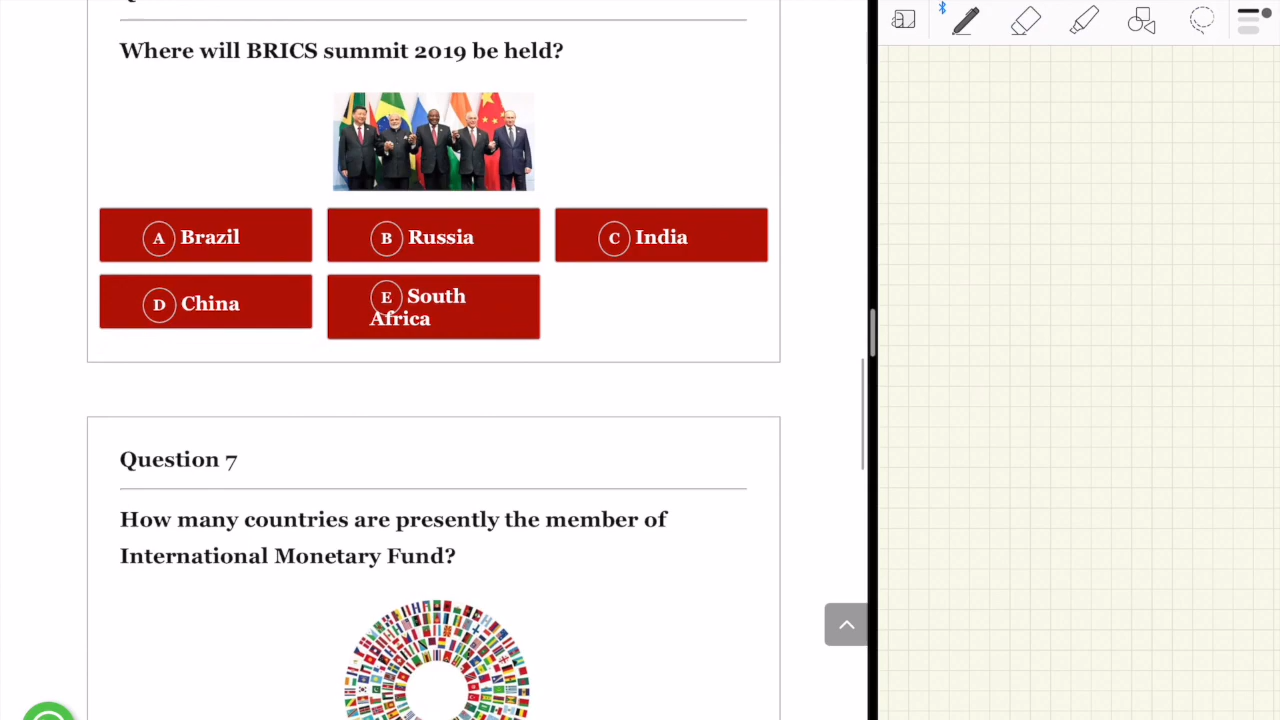 Where will BRICS summit 2019 be held?
A Brazil
B Russia
C India
D China
E South
Africa
Question 7
How many countries are presently the member of
International Monetary Fund?